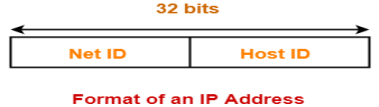 32 bits
Net ID Host ID
Format of an IP Address